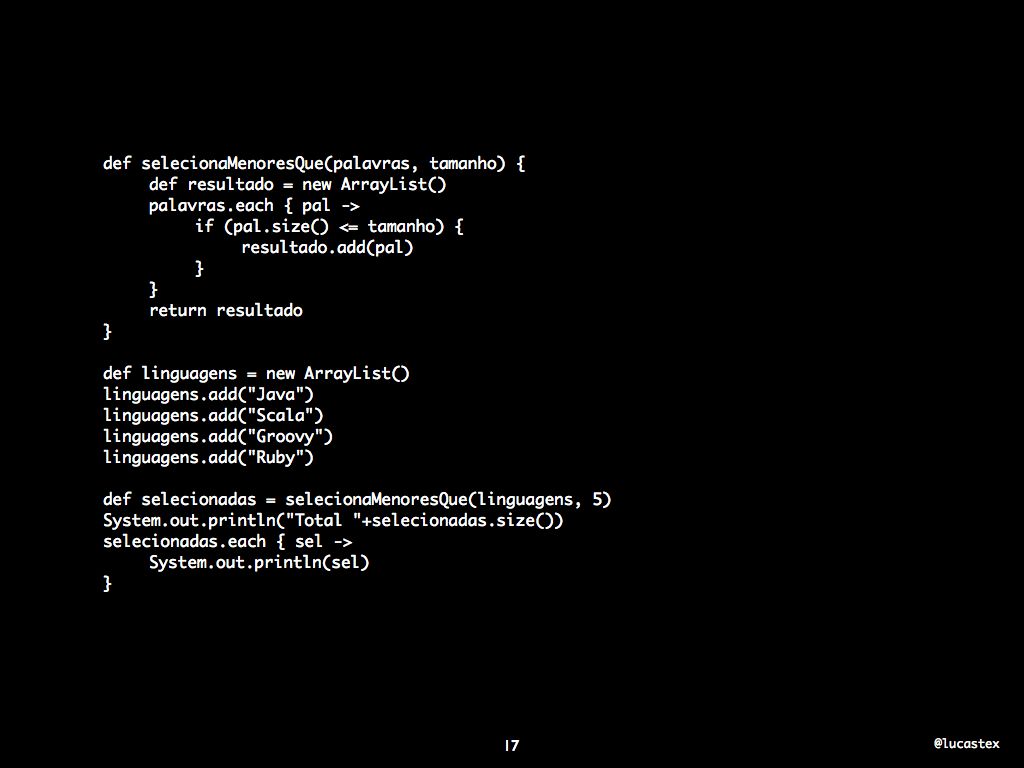 def selecionaMenoresQue(palavras, tamanho) {
     def resultado = new ArrayList()
     palavras.each { pal ->
          if (pal.size() <= tamanho) {
               resultado.add(pal)
          }
     }
     return resultado
}

def linguagens = new ArrayList()
linguagens.add("Java")
linguagens.add("Scala")
linguagens.add("Groovy")
linguagens.add("Ruby")

def selecionadas = selecionaMenoresQue(linguagens, 5)
System.out.println("Total "+selecionadas.size())
selecionadas.each { sel ->
     System.out.println(sel)
}
17
@lucastex